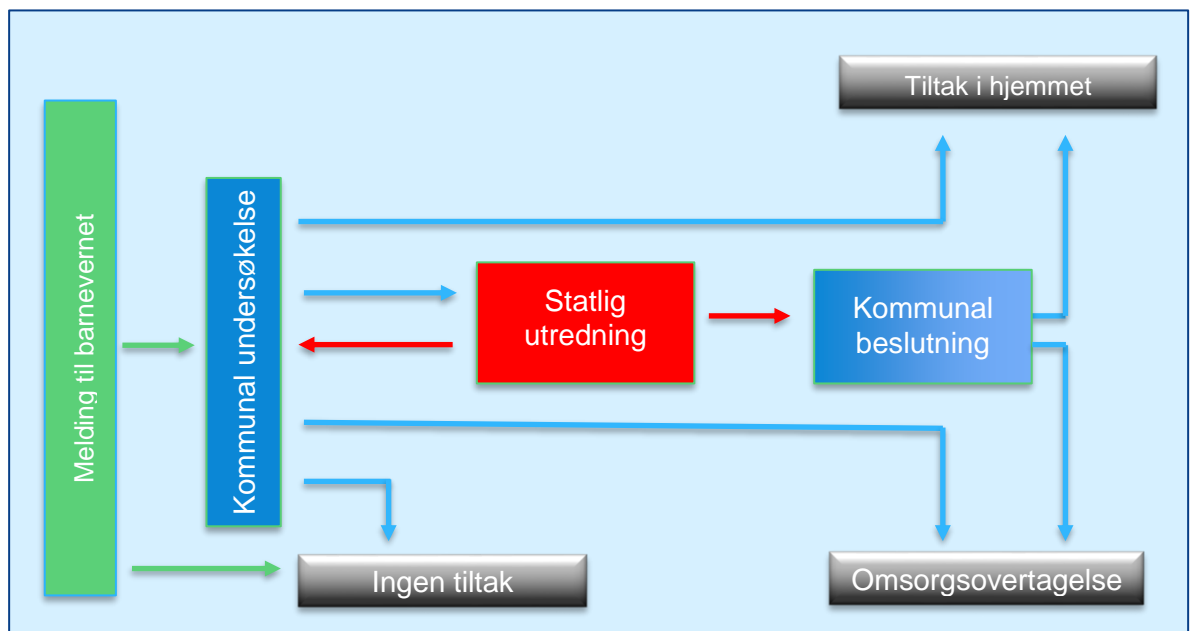 Tiltak i hjemmet
Melding til barnevernet
Kommunal undersøkelse
Statlig
utredning
Kommunal
beslutning
Ingen tiltak
Omsorgsovertagelse